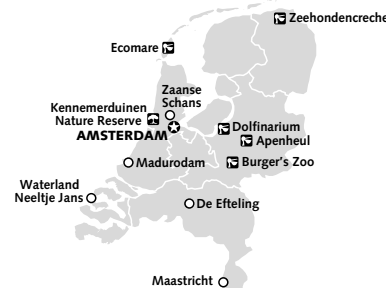 Zeehondencreche
Ecomare
Zaanse
Schans
Kennemerduinen
Nature Reserve
AMSTERDAM
Dolfinarium
Apenheul
Madurodam
Burger's Zoo
Waterland
Neeltje Jans
De Efteling
Maastricht